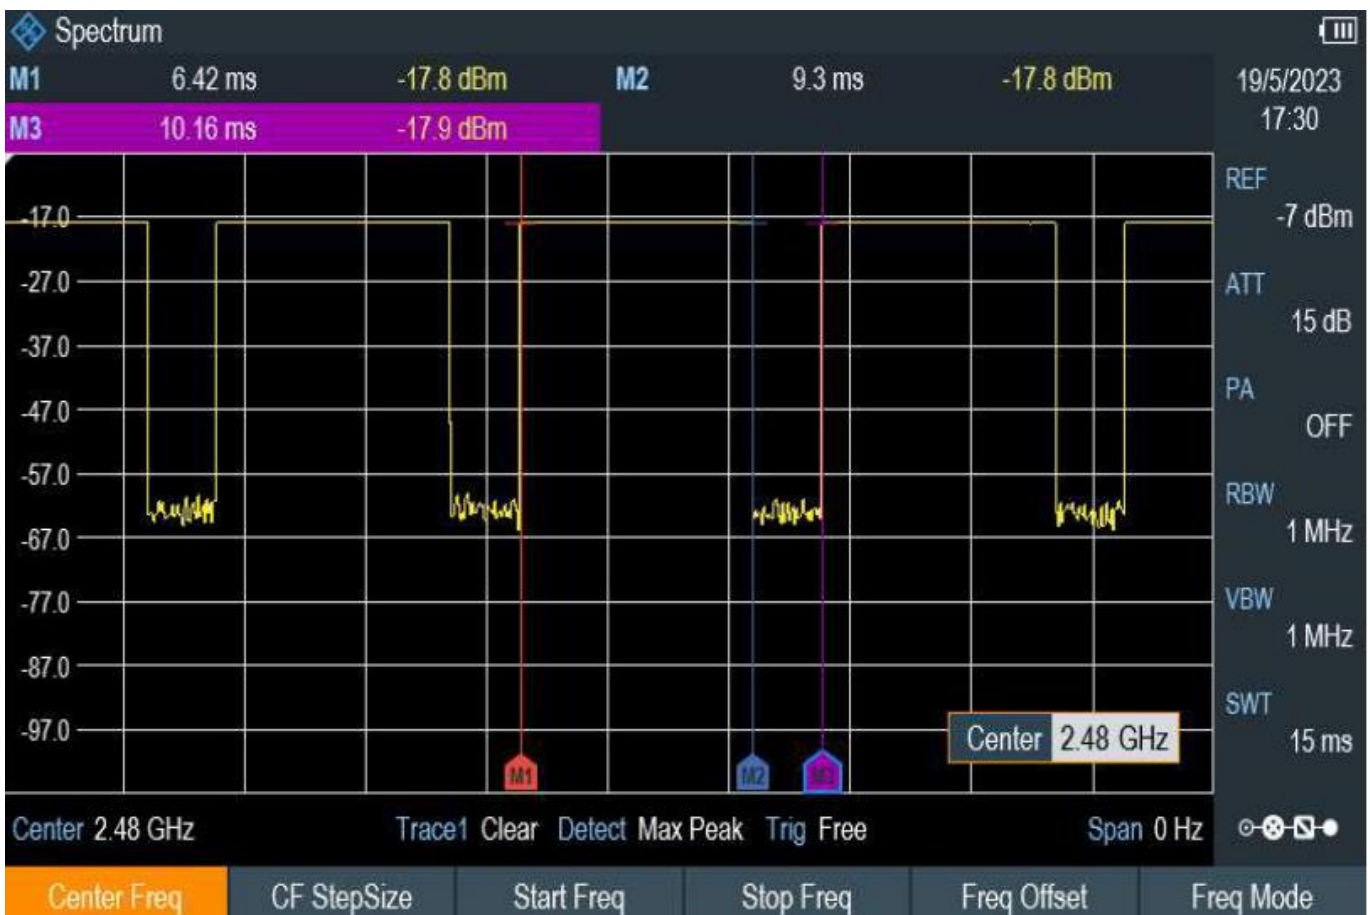 Spectrum
M1 6.42 ms -17.8 dBm M2 9.3 ms -17.8 dBm
M3 10.16 ms -17.9 dBm
19/5/2023
17:30
REF
-7 dBm
ATT
15 dB
PA
OFF
RBW
1 MHz
VBW
1 MHz
SWT
15 ms
-17.0
-27.0
-37.0
-47.0
-57.0
-67.0
-77.0
-87.0
-97.0
Center 2.48 GHz
M1 M2 M3
Center 2.48 GHz Trace1 Clear Detect Max Peak Trig Free Span 0 Hz
Center Freq CF StepSize Start Freq Stop Freq Freq Offset Freq Mode